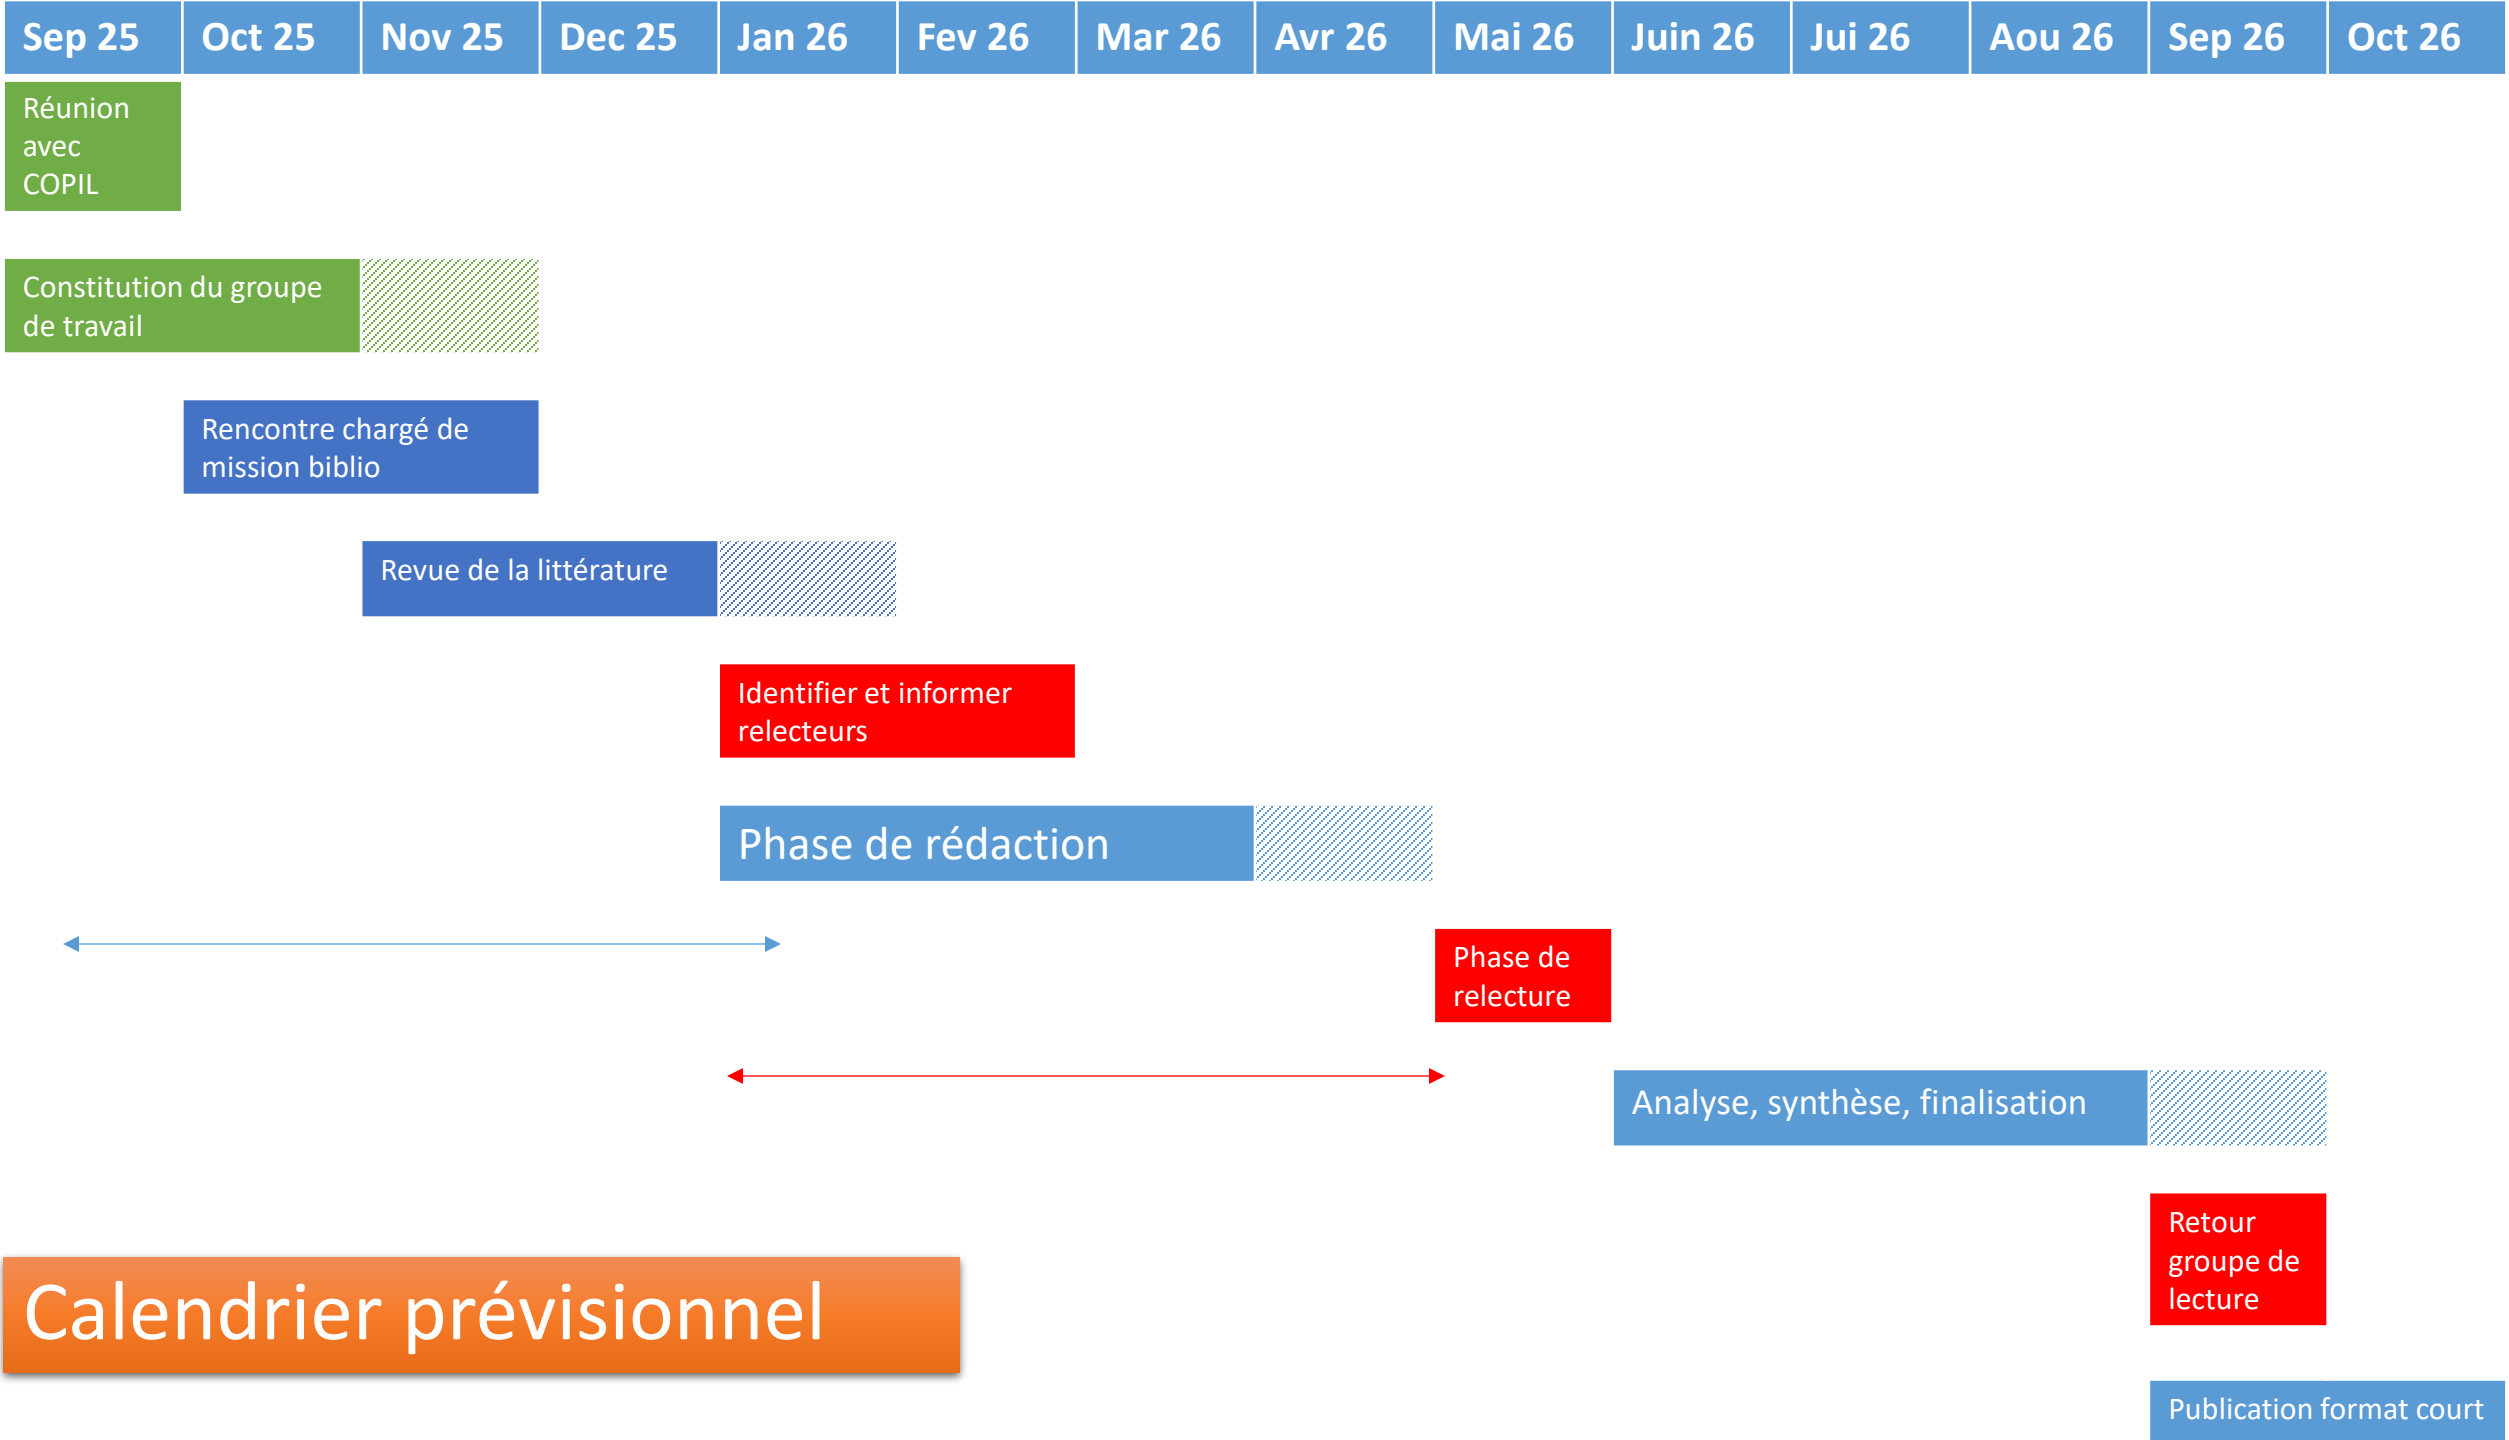 Sep 25 Oct 25 Nov 25 Dec 25 Jan 26 Fev 26 Mar 26 Avr 26 Mai 26 Juin 26 Jui 26 Aou 26 Sep 26 Oct 26
Réunion
avec
COPIL
Constitution du groupe
de travail
Rencontre chargé de
mission biblio
Revue de la littérature
Identifier et informer
relecteurs
Phase de rédaction
Phase de
relecture
Analyse, synthèse, finalisation
Retour
groupe de
lecture
Calendrier prévisionnel
Publication format court